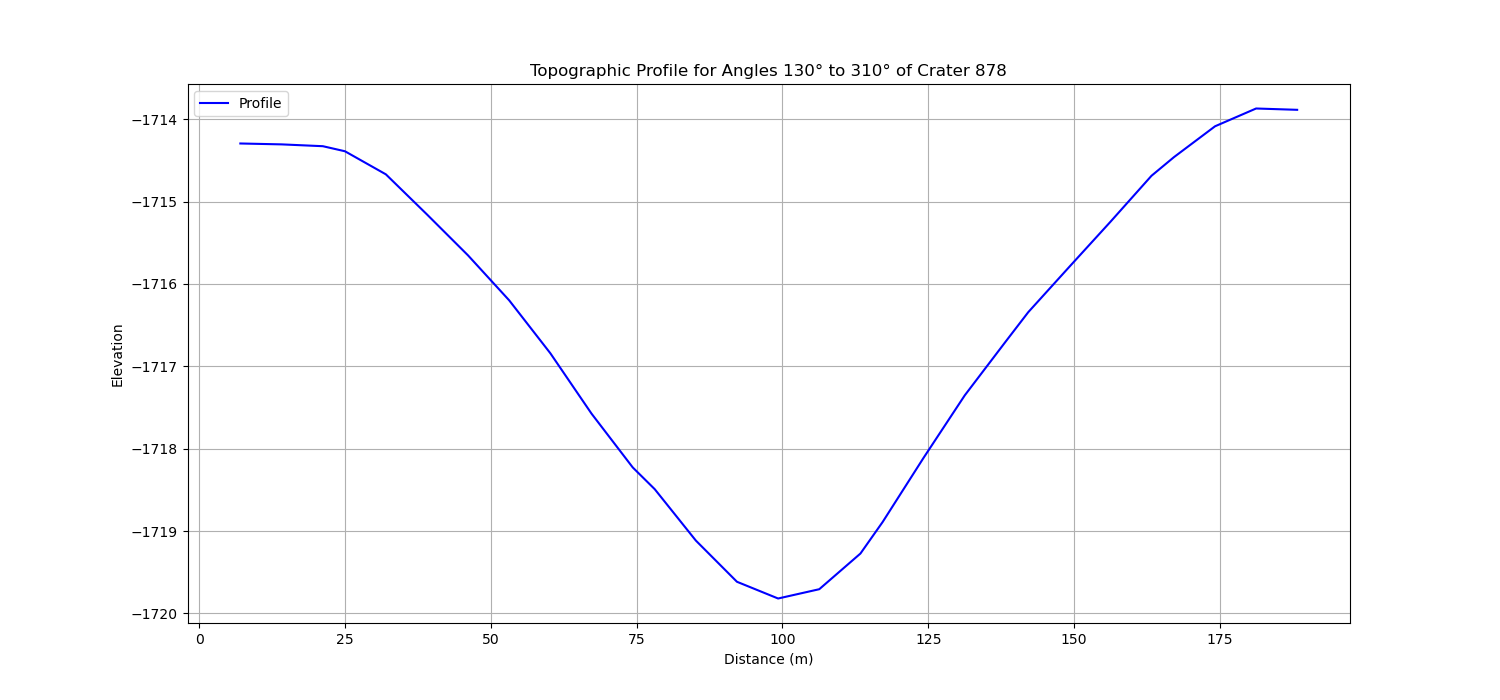 Topographic Profile for Angles 130° to 310° of Crater 878
Profile
−1714
−1715
−1716
−1717
−1718
−1719
−1720
Elevation
0 25 50 75 100 125 150 175
Distance (m)